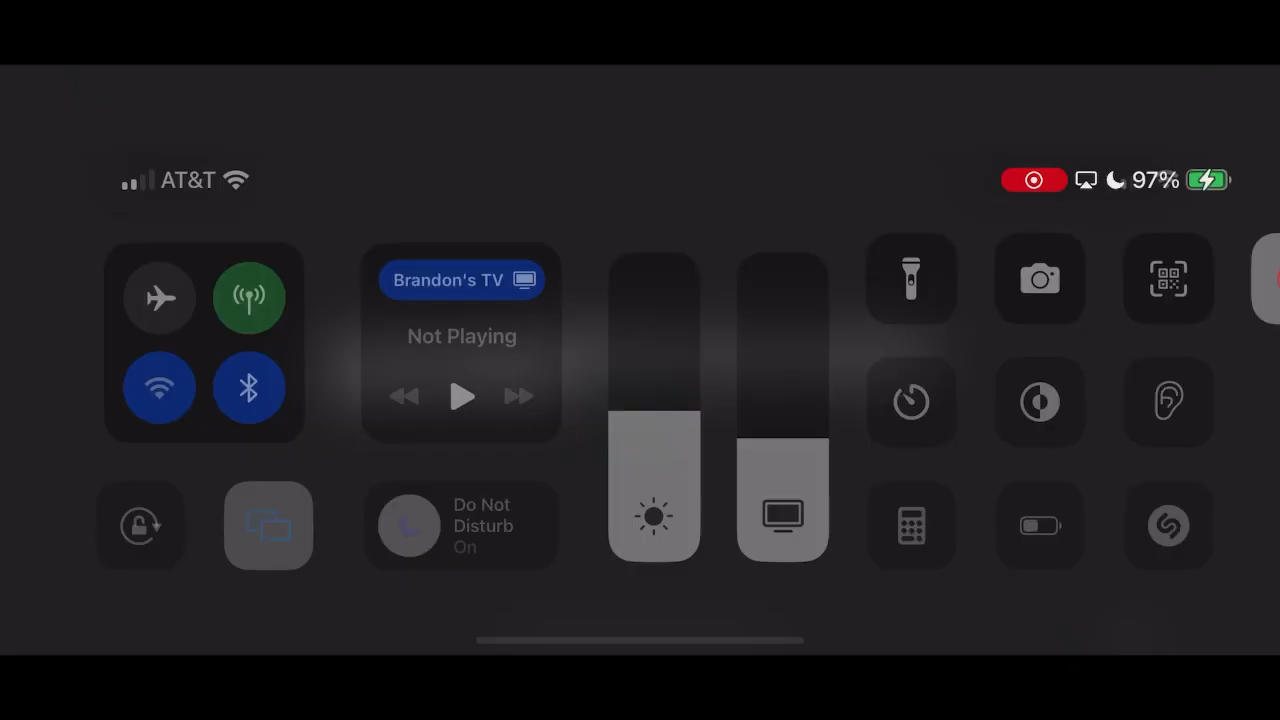 AT&T
97%
Brandon's TV
Not Playing
Do Not
Disturb
On